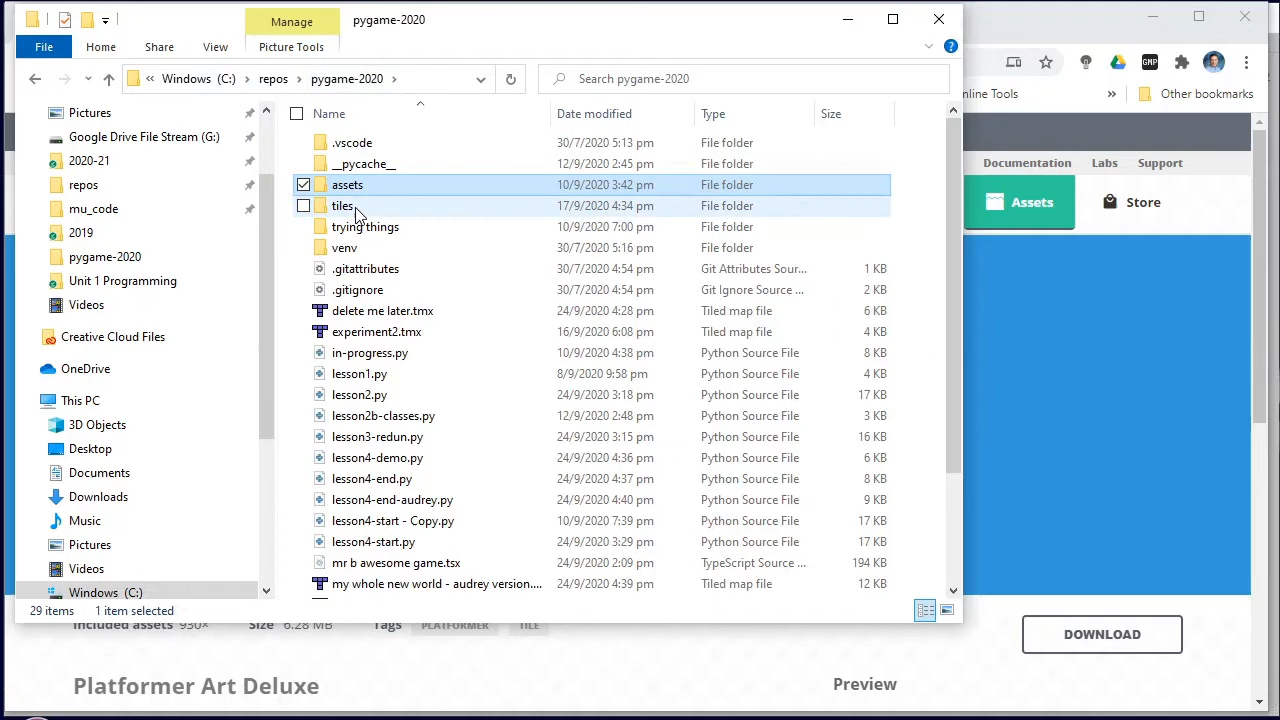 Manage
pygame-2020
File
Home
Share
View
Picture Tools
« Windows (C:) › repos › pygame-2020 ›
Search pygame-2020
Pictures
Google Drive File Stream (G:)
2020-21
repos
mu_code
2019
pygame-2020
Unit 1 Programming
Videos
Creative Cloud Files
OneDrive
This PC
3D Objects
Desktop
Documents
Downloads
Music
Pictures
Videos
Windows (C:)
Name Date modified Type Size
.vscode 30/7/2020 5:13 pm File folder
__pycache__ 12/9/2020 2:45 pm File folder
assets 10/9/2020 3:42 pm File folder
tiles 17/9/2020 4:34 pm File folder
trying things 10/9/2020 7:00 pm File folder
venv 30/7/2020 5:16 pm File folder
.gitattributes 30/7/2020 4:54 pm Git Attributes Sour... 1 KB
.gitignore 30/7/2020 4:54 pm Git Ignore Source ... 2 KB
delete me later.tmx 24/9/2020 4:28 pm Tiled map file 6 KB
experiment2.tmx 16/9/2020 6:08 pm Tiled map file 4 KB
in-progress.py 10/9/2020 4:38 pm Python Source File 8 KB
lesson1.py 8/9/2020 9:58 pm Python Source File 4 KB
lesson2.py 24/9/2020 3:18 pm Python Source File 17 KB
lesson2b-classes.py 12/9/2020 2:48 pm Python Source File 3 KB
lesson3-redun.py 24/9/2020 3:15 pm Python Source File 16 KB
lesson4-demo.py 24/9/2020 4:36 pm Python Source File 6 KB
lesson4-end.py 24/9/2020 4:37 pm Python Source File 8 KB
lesson4-end-audrey.py 24/9/2020 4:40 pm Python Source File 9 KB
lesson4-start - Copy.py 10/9/2020 7:39 pm Python Source File 17 KB
lesson4-start.py 24/9/2020 3:29 pm Python Source File 17 KB
mr b awesome game.tsx 24/9/2020 2:09 pm TypeScript Source ... 194 KB
my whole new world - audrey version.... 24/9/2020 4:39 pm Tiled map file 12 KB
29 items 1 item selected
GMP
nline Tools
» Other bookmarks
Documentation Labs Support
Assets
Store
Included assets 930× Size 6.28 MB Tags PLATFORMER TILE
DOWNLOAD
Platformer Art Deluxe
Preview